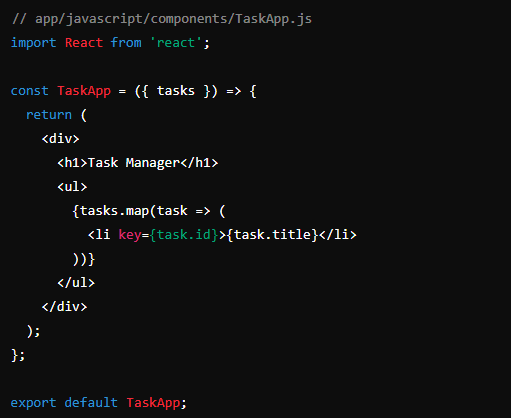 // app/javascript/components/TaskApp.js
import React from 'react';

const TaskApp = ({ tasks }) => {
  return (
    <div>
      <h1>Task Manager</h1>
      <ul>
        {tasks.map(task => (
          <li key={task.id}>{task.title}</li>
        ))}
      </ul>
    </div>
  );
};

export default TaskApp;